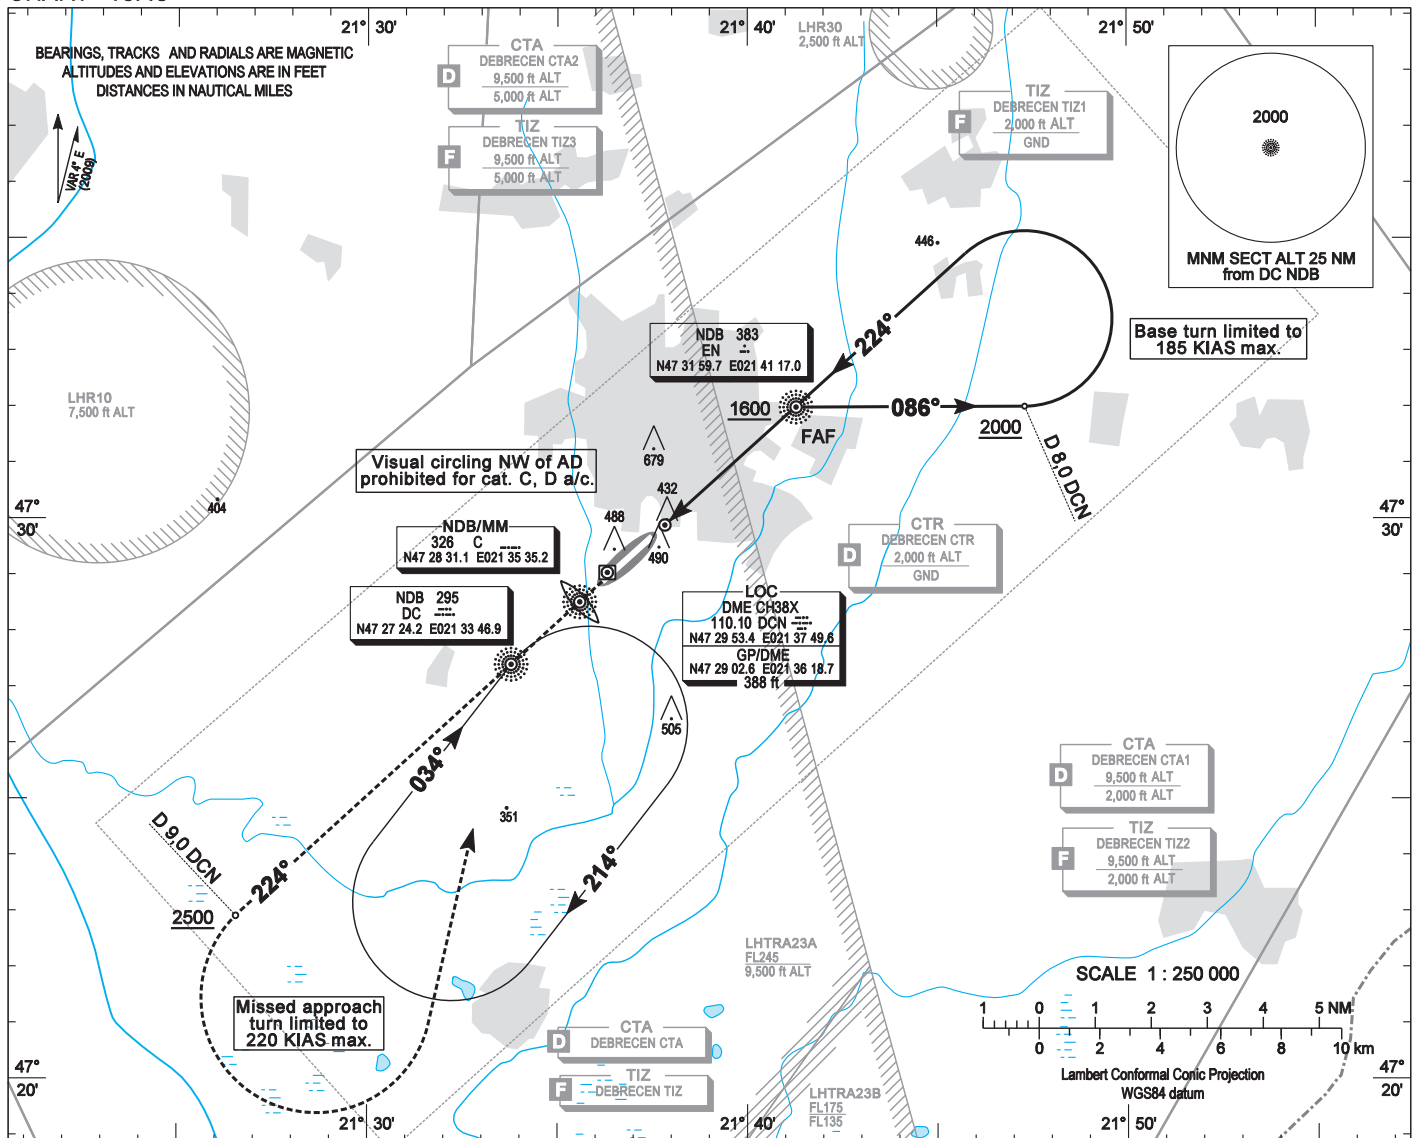 21° 30'
21° 40'
21° 50'
BEARINGS, TRACKS AND RADIALS ARE MAGNETIC
ALTITUDES AND ELEVATIONS ARE IN FEET
DISTANCES IN NAUTICAL MILES
VAR 4° E
(2009)
CTA
D
DEBRECEN CTA2
9,500 ft ALT
5,000 ft ALT
TIZ
F
DEBRECEN TIZ3
9,500 ft ALT
5,000 ft ALT
LHR30
2,500 ft ALT
TIZ
F
DEBRECEN TIZ1
2,000 ft ALT
GND
2000
MNM SECT ALT 25 NM
from DC NDB
446
224°
Base turn limited to
185 KIAS max.
NDB 383
EN
N47 31 59.7 E021 41 17.0
LHR10
7,500 ft ALT
1600
086°
FAF
2000
D 8,0 DCN
679
Visual circling NW of AD
prohibited for cat. C, D a/c.
404
432
488
490
47°
30'
47°
30'
NDB/MM
326 C
N47 28 31.1 E021 35 35.2
CTR
D
DEBRECEN CTR
2,000 ft ALT
GND
NDB 295
DC
N47 27 24.2 E021 33 46.9
LOC
DME CH38X
110.10 DCN
N47 29 53.4 E021 37 49.6
GP/DME
N47 29 02.6 E021 36 18.7
388 ft
505
034°
351
CTA
D
DEBRECEN CTA1
9,500 ft ALT
2,000 ft ALT
TIZ
F
DEBRECEN TIZ2
9,500 ft ALT
2,000 ft ALT
D 9,0 DCN
224°
214°
2500
LHTRA23A
FL245
9,500 ft ALT
Missed approach
turn limited to
220 KIAS max.
SCALE 1 : 250 000
1 0 1 2 3 4 5 NM
0 2 4 6 8 10 km
CTA
D
DEBRECEN CTA
TIZ
F
DEBRECEN TIZ
47°
20'
47°
20'
Lambert Conformal Conic Projection
WGS84 datum
LHTRA23B
FL175
FL135
21° 30'
21° 40'
21° 50'